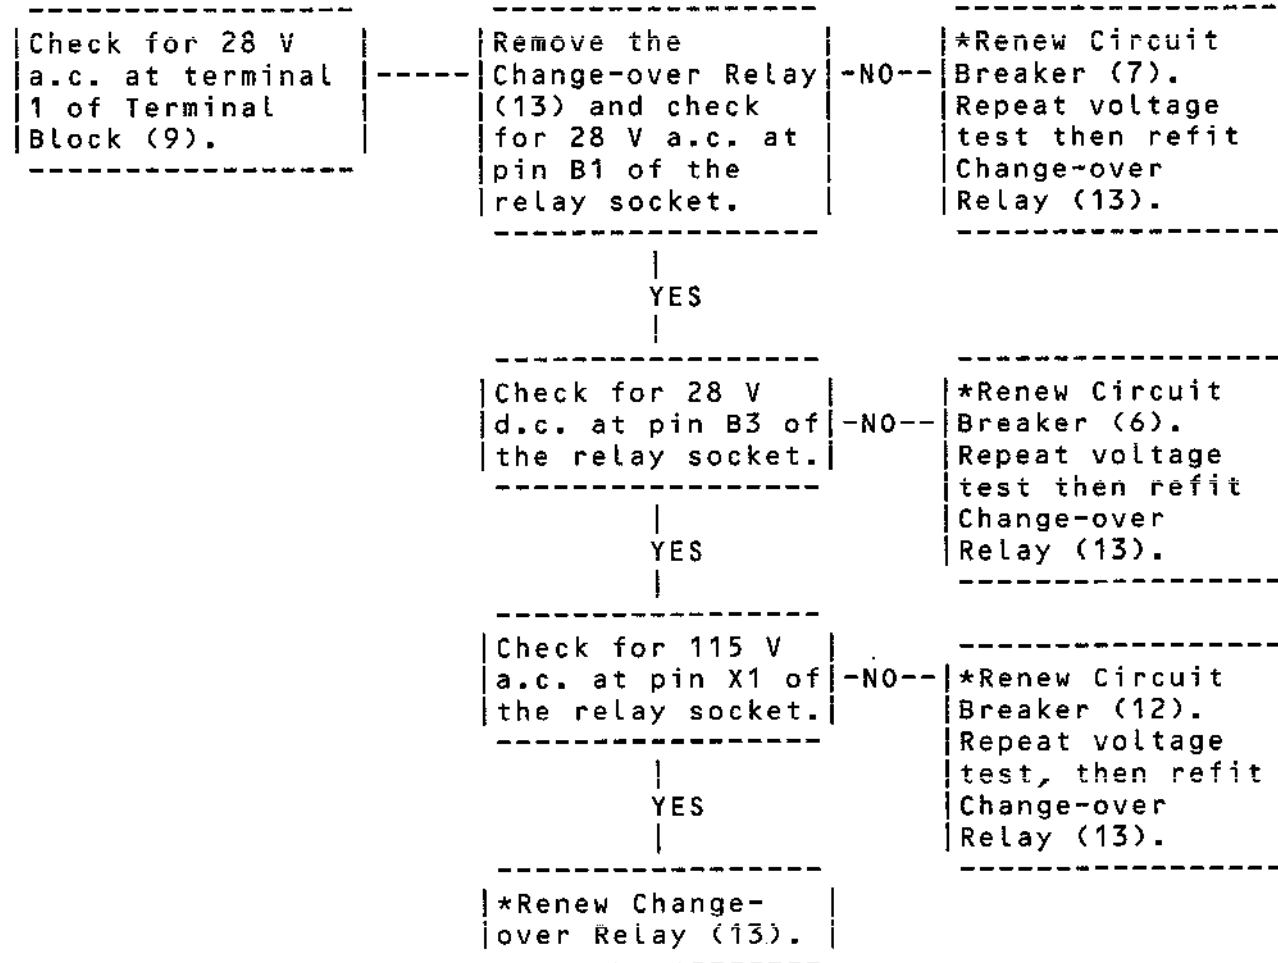 Check for 28 V
a.c. at terminal
1 of Terminal
Block (9).
Remove the
Change-over Relay
(13) and check
for 28 V a.c. at
pin B1 of the
relay socket.
NO
*Renew Circuit
Breaker (7).
Repeat voltage
test then refit
Change-over
Relay (13).
YES
Check for 28 V
d.c. at pin B3 of
the relay socket.
NO
*Renew Circuit
Breaker (6).
Repeat voltage
test then refit
Change-over
Relay (13).
YES
Check for 115 V
a.c. at pin X1 of
the relay socket.
NO
*Renew Circuit
Breaker (12).
Repeat voltage
test, then refit
Change-over
Relay (13).
YES
*Renew Change-
over Relay (13).